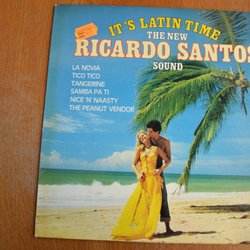 IT'S LATIN TIME
THE NEW
RICARDO SANTOS
SOUND
LA NOVIA
TICO TICO
TANGERINE
SAMBA PA TI
NICE 'N NAASTY
THE PEANUT VENDOR